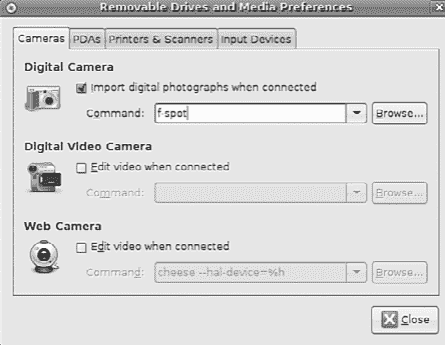 Removable Drives and Media Preferences
Cameras PDAs Printers & Scanners Input Devices
Digital Camera
Import digital photographs when connected
Command: f-spot Browse...
Digital Video Camera
Edit video when connected
Command: Browse...
Web Camera
Edit video when connected
Command: cheese --hal-device=%h Browse...
Close